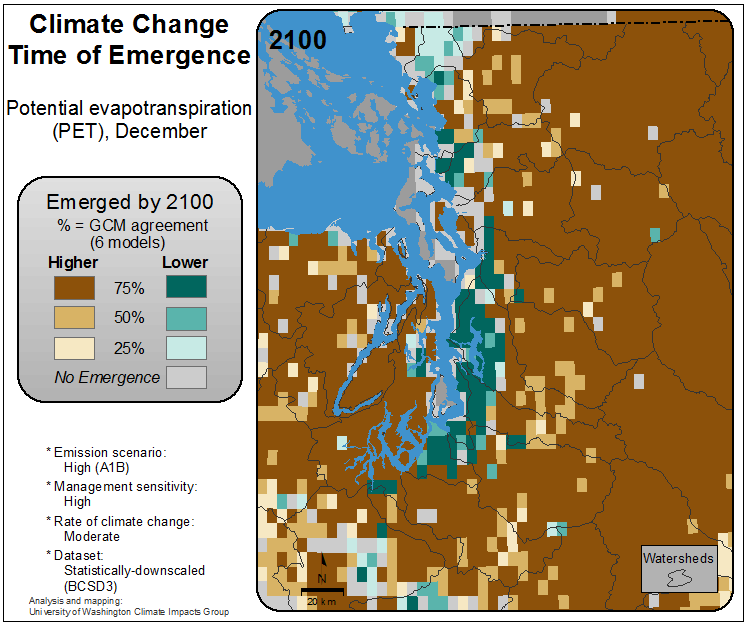 Climate Change
Time of Emergence
Potential evapotranspiration
(PET), December
Emerged by 2100
% = GCM agreement
(6 models)
Higher Lower
75%
50%
25%
No Emergence
* Emission scenario:
High (A1B)
* Management sensitivity:
High
* Rate of climate change:
Moderate
* Dataset:
Statistically-downscaled
(BCSD3)
Analysis and mapping:
University of Washington Climate Impacts Group
2100
N
20 km
Watersheds